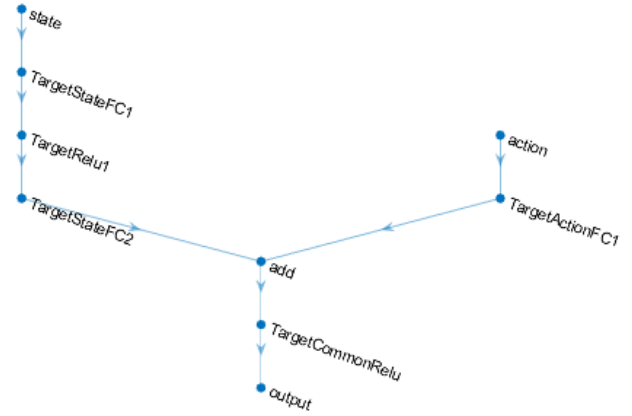 state
TargetStateFC1
TargetRelu1
action
TargetStateFC2
TargetActionFC1
add
TargetCommonRelu
output